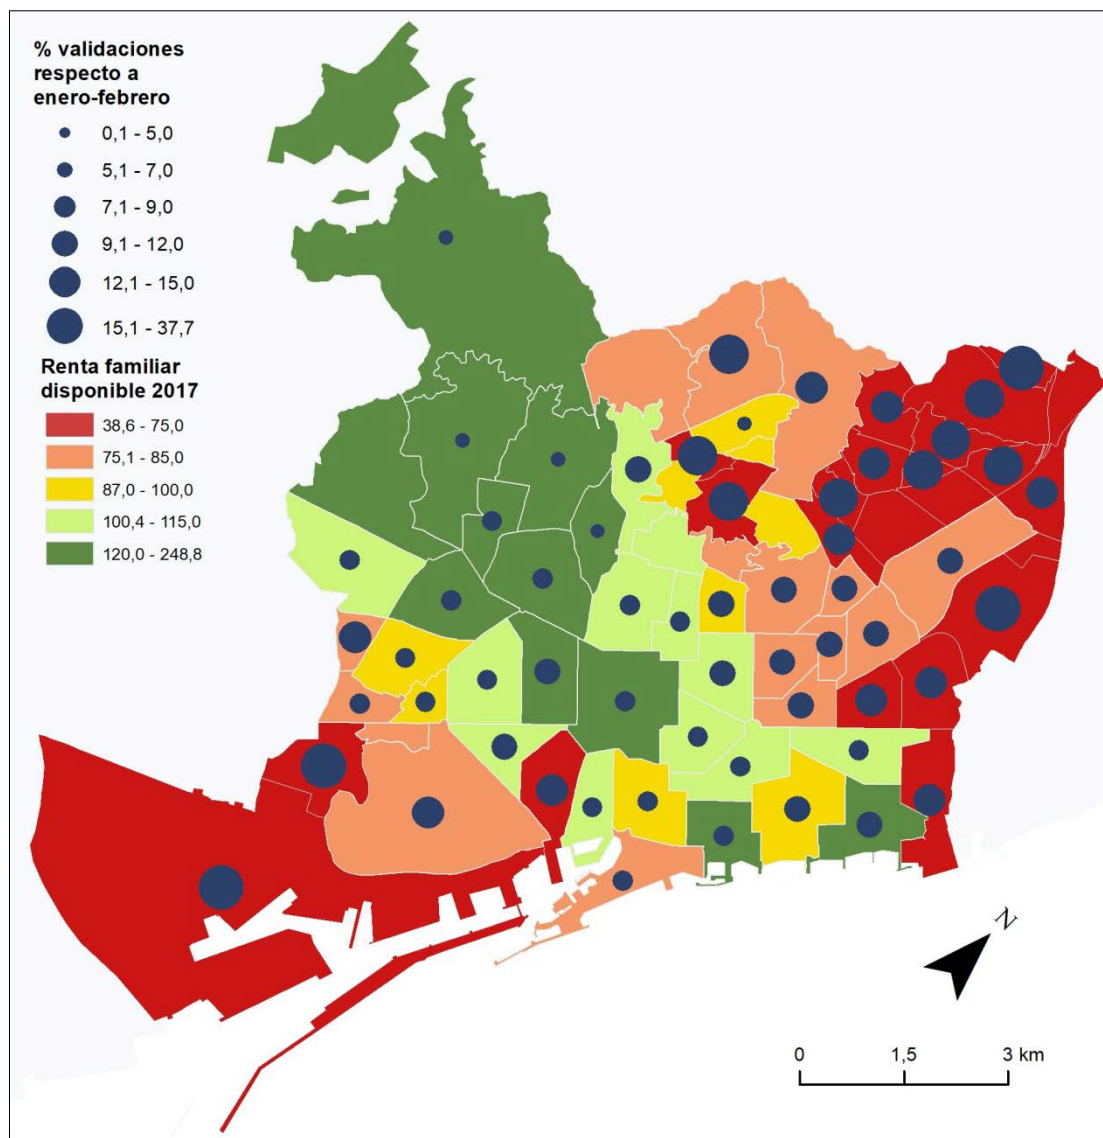 % validaciones
respecto a
enero-febrero
0,1 - 5,0
5,1 - 7,0
7,1 - 9,0
9,1 - 12,0
12,1 - 15,0
15,1 - 37,7
Renta familiar
disponible 2017
38,6 - 75,0
75,1 - 85,0
87,0 - 100,0
100,4 - 115,0
120,0 - 248,8
N
0 1,5 3 km